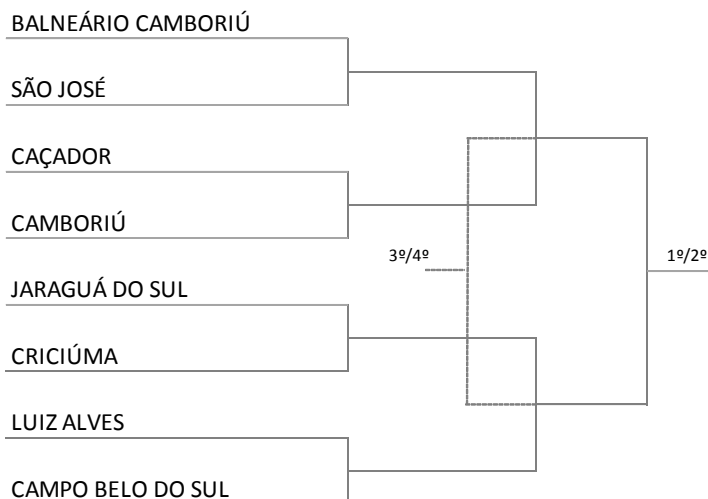 BALNEÁRIO CAMBORIÚ
SÃO JOSÉ
CAÇADOR
CAMBORIÚ
3º/4º
1º/2º
JARAGUÁ DO SUL
CRICIÚMA
LUIZ ALVES
CAMPO BELO DO SUL